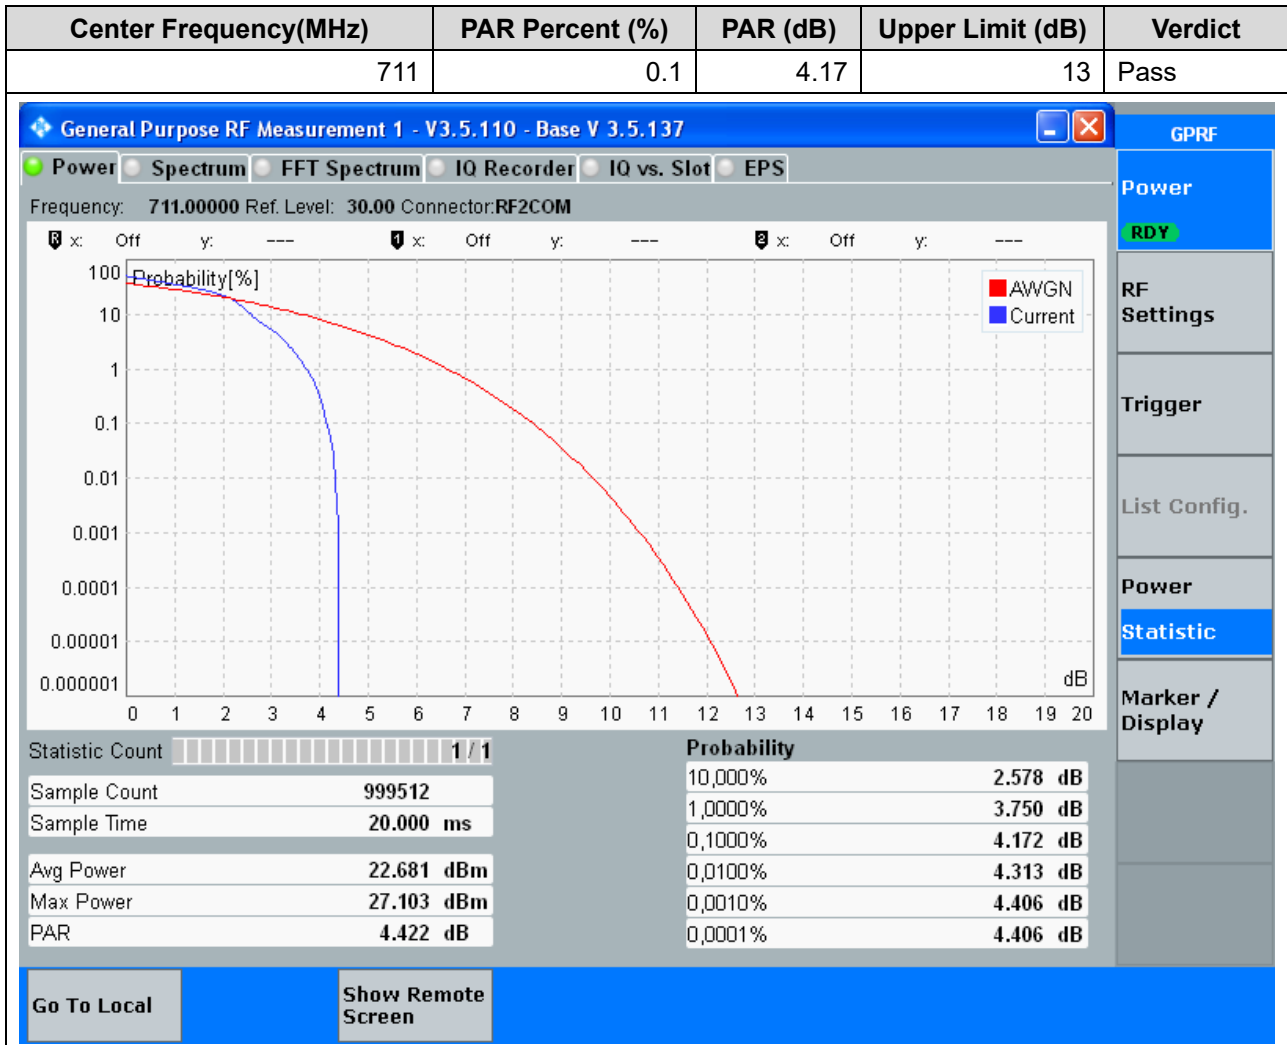 Center Frequency(MHz) PAR Percent (%) PAR (dB) Upper Limit (dB) Verdict
711 0.1 4.17 13 Pass
General Purpose RF Measurement 1 - V3.5.110 - Base V 3.5.137
GPRF
Power Spectrum FFT Spectrum IQ Recorder IQ vs. Slot EPS
Frequency: 711.00000 Ref. Level: 30.00 Connector:RF2COM
R x: Off y: --- 1 x: Off y: --- 2 x: Off y: ---
Probability[%]
100
10
1
0.1
0.01
0.001
0.0001
0.00001
0.000001
AWGN
Current
dB
0 1 2 3 4 5 6 7 8 9 10 11 12 13 14 15 16 17 18 19 20
Statistic Count 1 / 1
Sample Count 999512
Sample Time 20.000 ms
Avg Power 22.681 dBm
Max Power 27.103 dBm
PAR 4.422 dB
Probability
10,000% 2.578 dB
1,0000% 3.750 dB
0,1000% 4.172 dB
0,0100% 4.313 dB
0,0010% 4.406 dB
0,0001% 4.406 dB
Power
RDY
RF
Settings
Trigger
List Config.
Power
Statistic
Marker /
Display
Go To Local
Show Remote
Screen